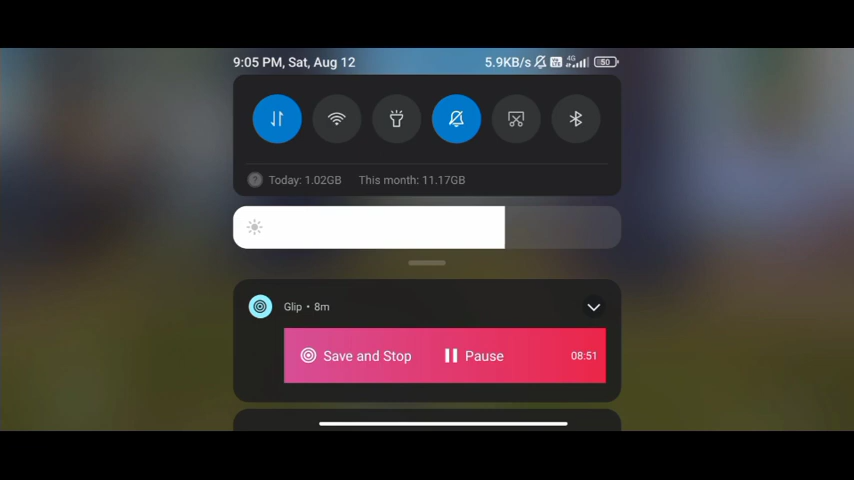 9:05 PM, Sat, Aug 12 5.9KB/s 4G 50
Today: 1.02GB This month: 11.17GB
Glip • 8m
Save and Stop Pause 08:51